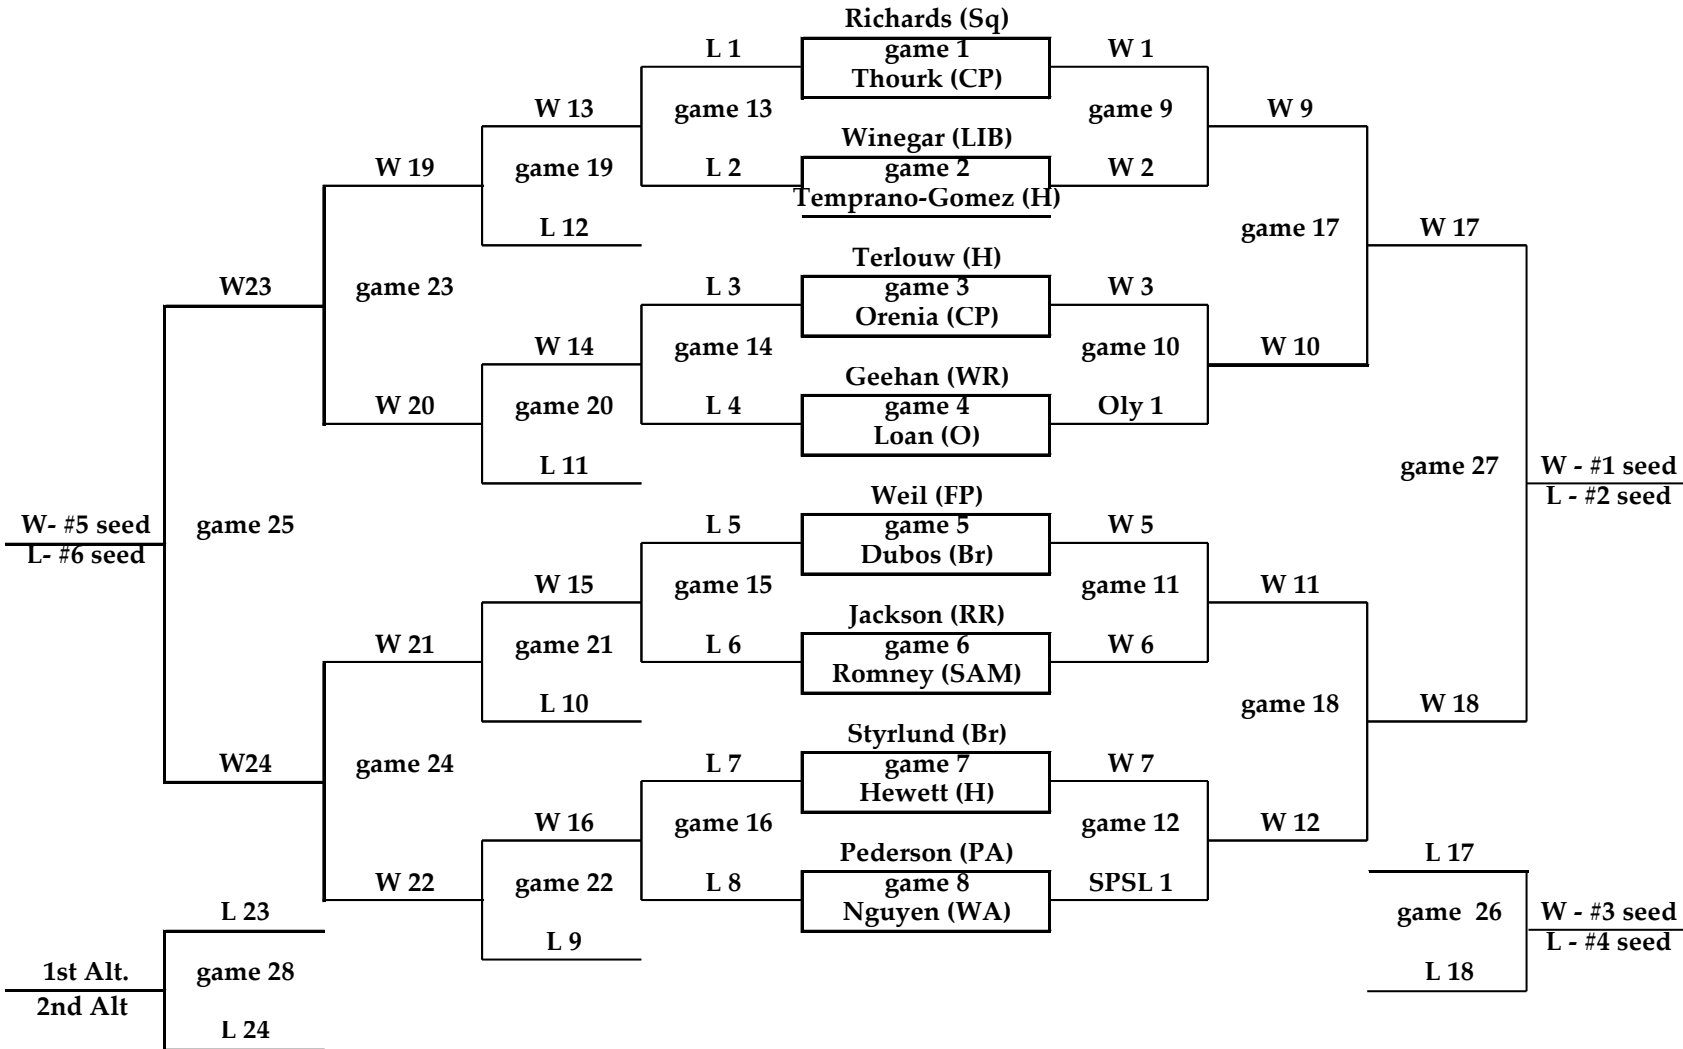 Richards (Sq)
L 1
game 1
W 1
Thourk (CP)
W 13
game 13
game 9
W 9
Winegar (LIB)
W 19
game 19
L 2
game 2
W 2
Temprano-Gomez (H)
L 12
game 17
W 17
Terlouw (H)
W23
game 23
L 3
game 3
W 3
Orenia (CP)
W 14
game 14
game 10
W 10
Geehan (WR)
W 20
game 20
L 4
game 4
Oly 1
Loan (O)
L 11
game 27
W - #1 seed
L - #2 seed
Weil (FP)
W- #5 seed
L- #6 seed
game 25
L 5
game 5
W 5
Dubos (Br)
W 15
game 15
game 11
W 11
Jackson (RR)
W 21
game 21
L 6
game 6
W 6
Romney (SAM)
L 10
game 18
W 18
Styrlund (Br)
W24
game 24
L 7
game 7
W 7
Hewett (H)
W 16
game 16
game 12
W 12
Pederson (PA)
L 17
W 22
game 22
L 8
game 8
SPSL 1
Nguyen (WA)
L 23
game 26
W - #3 seed
L - #4 seed
L 9
1st Alt.
2nd Alt
game 28
L 18
L 24